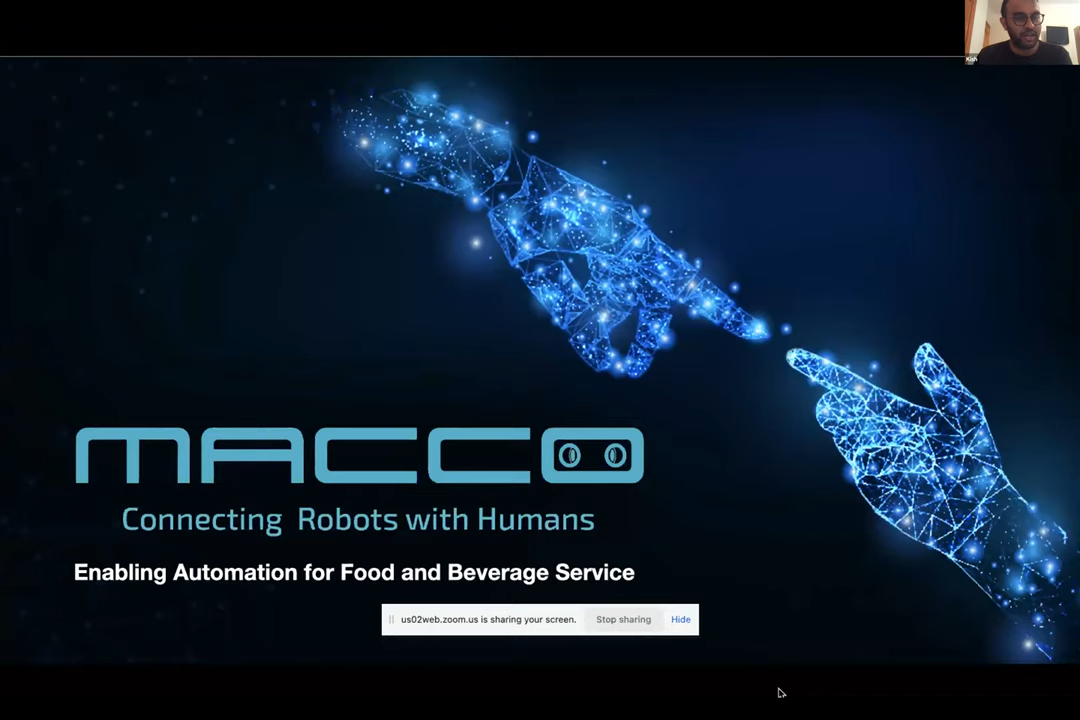 Kish
MACCO
Connecting Robots with Humans
Enabling Automation for Food and Beverage Service
us02web.zoom.us is sharing your screen. Stop sharing Hide